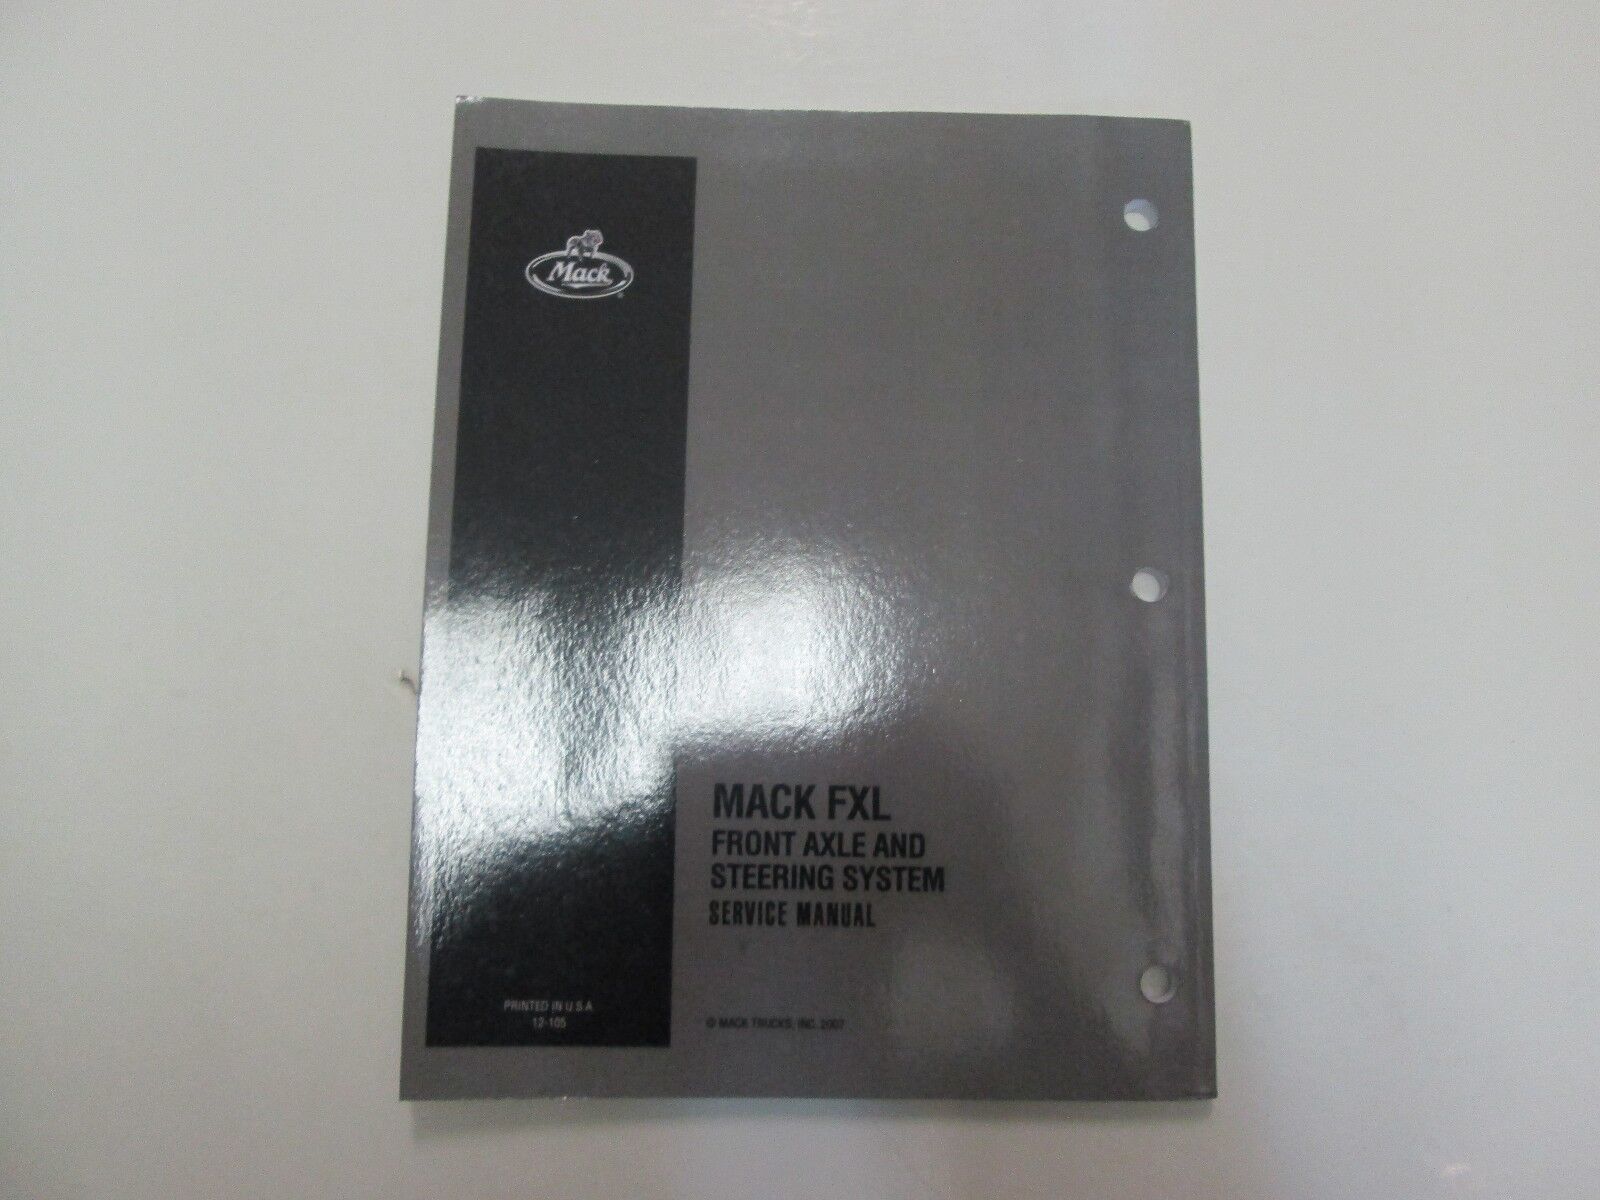 Mack
MACK FXL
FRONT AXLE AND
STEERING SYSTEM
SERVICE MANUAL
PRINTED IN U.S.A
12-105
© MACK TRUCKS, INC. 2007